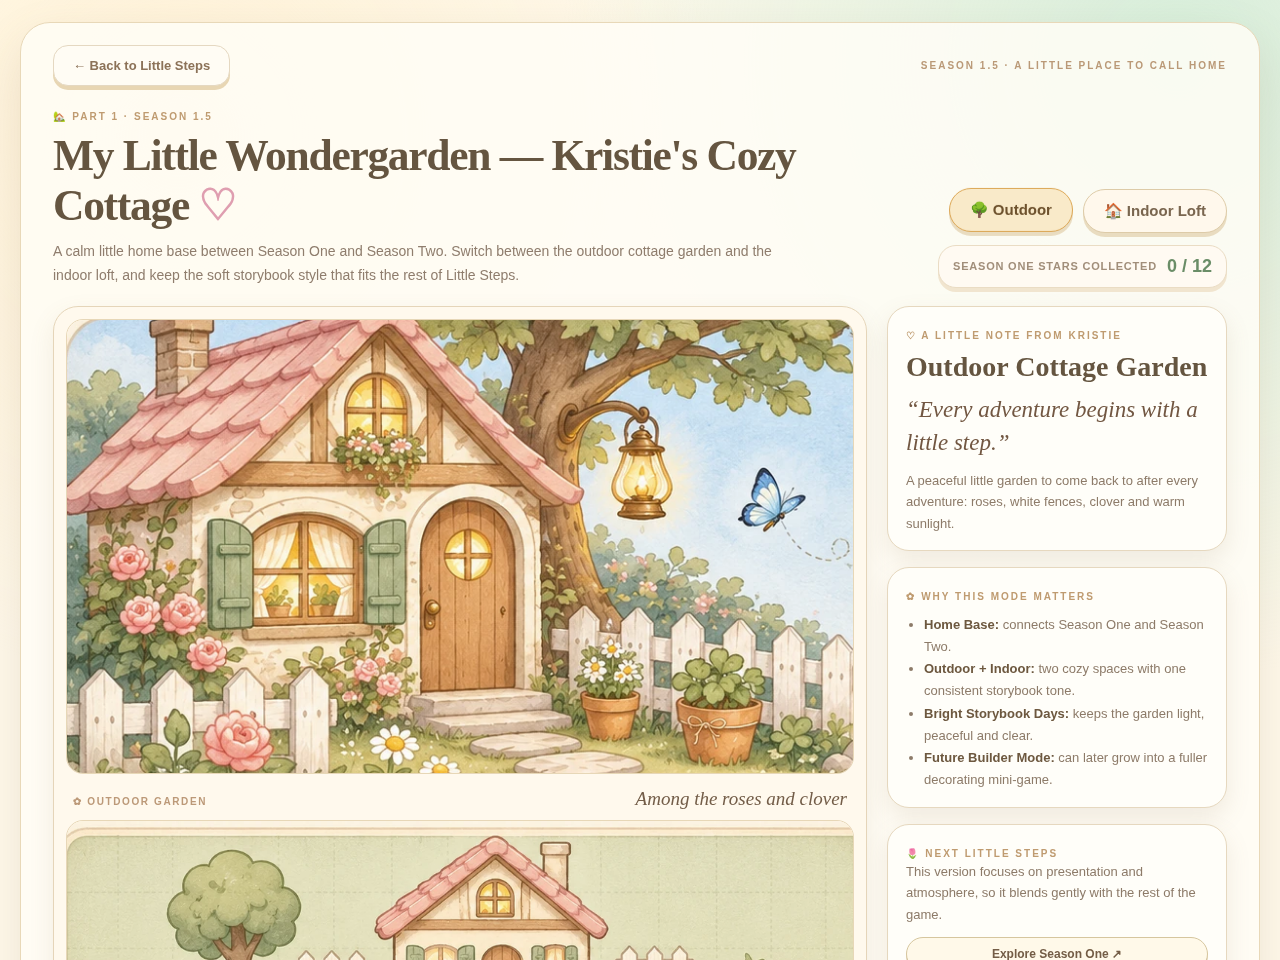 ← Back to Little Steps
SEASON 1.5 · A LITTLE PLACE TO CALL HOME
🏡 PART 1 · SEASON 1.5
My Little Wondergarden — Kristie's Cozy
Cottage ♡
A calm little home base between Season One and Season Two. Switch between the outdoor cottage garden and the
indoor loft, and keep the soft storybook style that fits the rest of Little Steps.
🌳 Outdoor
🏠 Indoor Loft
SEASON ONE STARS COLLECTED 0 / 12
✿ OUTDOOR GARDEN
Among the roses and clover
♡ A LITTLE NOTE FROM KRISTIE
Outdoor Cottage Garden
“Every adventure begins with a
little step.”
A peaceful little garden to come back to after every
adventure: roses, white fences, clover and warm
sunlight.
✿ WHY THIS MODE MATTERS
• Home Base: connects Season One and Season
Two.
• Outdoor + Indoor: two cozy spaces with one
consistent storybook tone.
• Bright Storybook Days: keeps the garden light,
peaceful and clear.
• Future Builder Mode: can later grow into a fuller
decorating mini-game.
🌷 NEXT LITTLE STEPS
This version focuses on presentation and
atmosphere, so it blends gently with the rest of the
game.
Explore Season One ↗